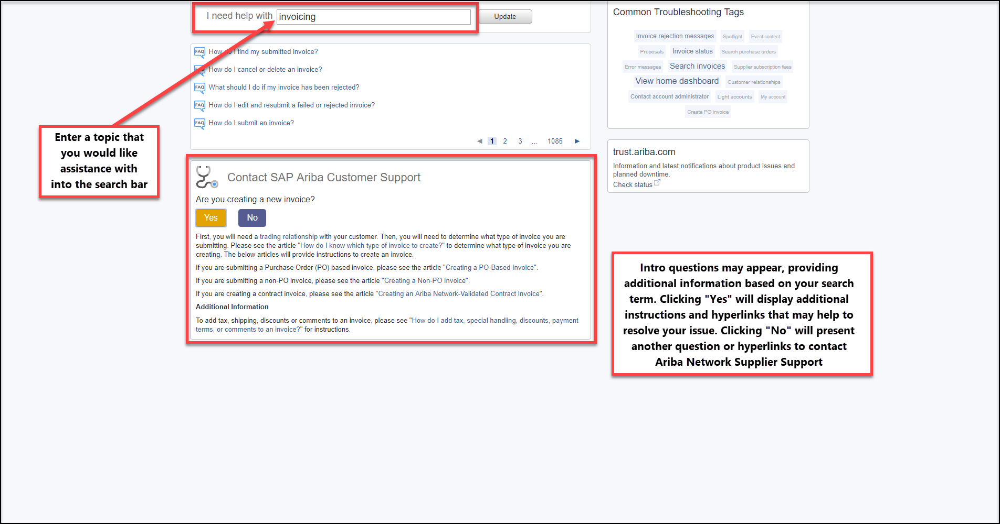 I need help with
invoicing
Update
FAQ
How do I find my submitted invoice?
FAQ
How do I cancel or delete an invoice?
FAQ
What should I do if my invoice has been rejected?
FAQ
How do I edit and resubmit a failed or rejected invoice?
FAQ
How do I submit an invoice?
◄ 1 2 3 ... 1085 ►
Enter a topic that
you would like
assistance with
into the search bar
Contact SAP Ariba Customer Support
Are you creating a new invoice?
Yes No
First, you will need a trading relationship with your customer. Then, you will need to determine what type of invoice you are
submitting. Please see the article "How do I know which type of invoice to create?" to determine what type of invoice you are
creating. The below articles will provide instructions to create an invoice.
If you are submitting a Purchase Order (PO) based invoice, please see the article "Creating a PO-Based Invoice".
If you are submitting a non-PO invoice, please see the article "Creating a Non-PO Invoice".
If you are creating a contract invoice, please see the article "Creating an Ariba Network-Validated Contract Invoice".
Additional Information
To add tax, shipping, discounts or comments to an invoice, please see "How do I add tax, special handling, discounts, payment
terms, or comments to an invoice?" for instructions.
Common Troubleshooting Tags
Invoice rejection messages Spotlight Event content
Proposals Invoice status Search purchase orders
Error messages Search invoices Supplier subscription fees
View home dashboard Customer relationships
Contact account administrator Light accounts My account
Create PO invoice
trust.ariba.com
Information and latest notifications about product issues and
planned downtime.
Check status
Intro questions may appear, providing
additional information based on your search
term. Clicking "Yes" will display additional
instructions and hyperlinks that may help to
resolve your issue. Clicking "No" will present
another question or hyperlinks to contact
Ariba Network Supplier Support